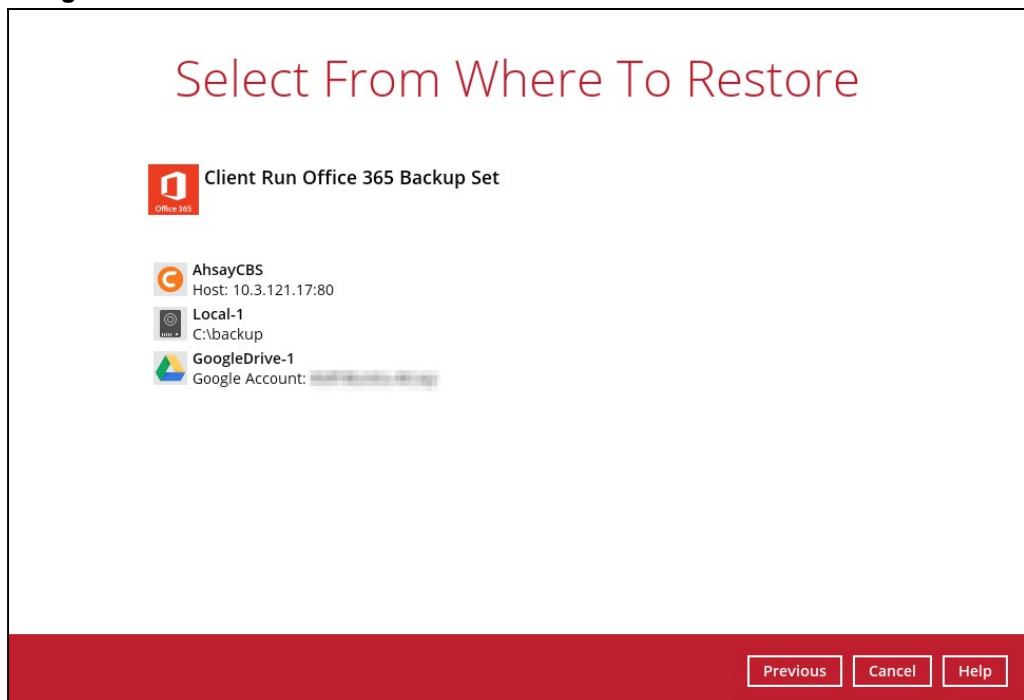 Select From Where To Restore
Office 365
Client Run Office 365 Backup Set
AhsayCBS
Host: 10.3.121.17:80
Local-1
C:\backup
GoogleDrive-1
Google Account:
Previous Cancel Help